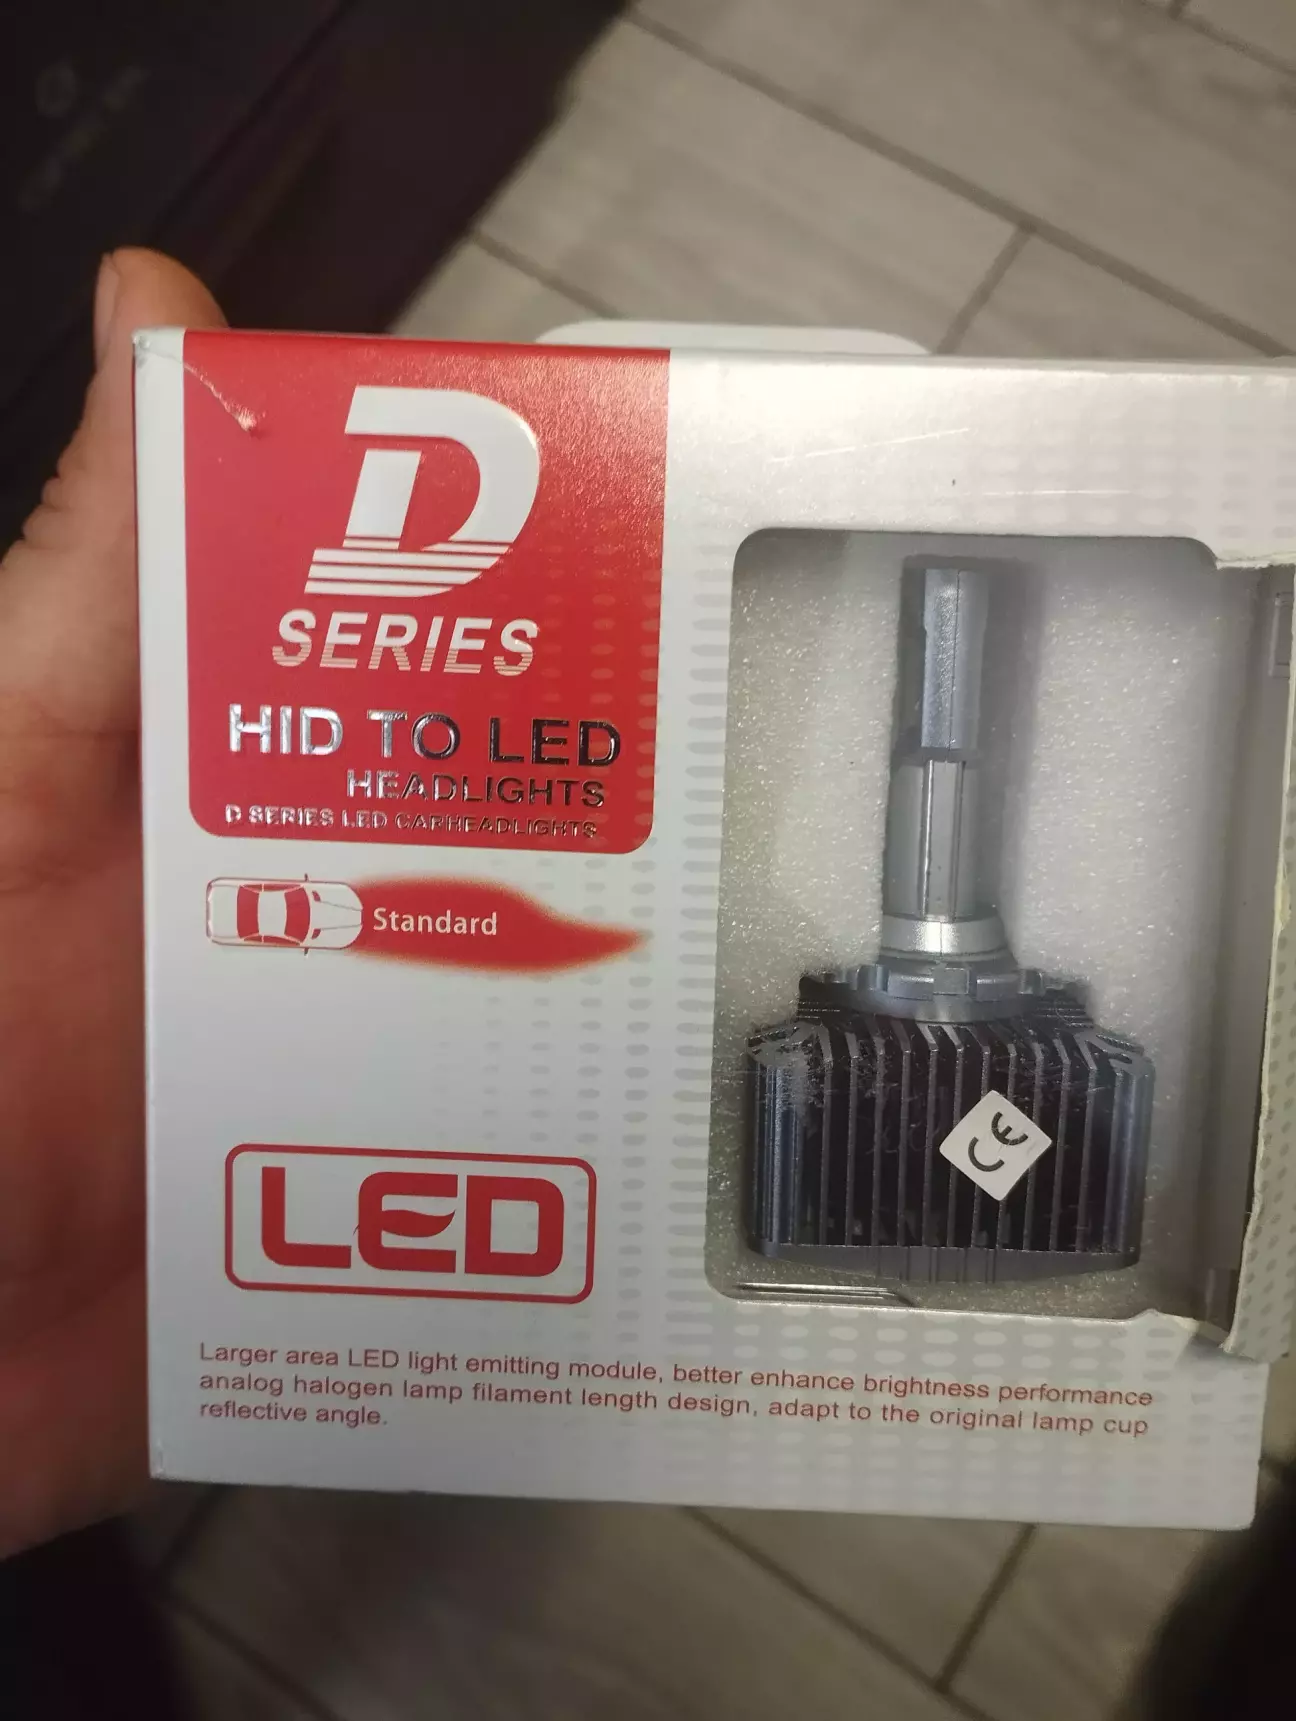 D
SERIES
HID TO LED
HEADLIGHTS
D SERIES LED CARHEADLIGHTS
Standard
LED
CE
Larger area LED light emitting module, better enhance brightness performance
analog halogen lamp filament length design, adapt to the original lamp cup
reflective angle.